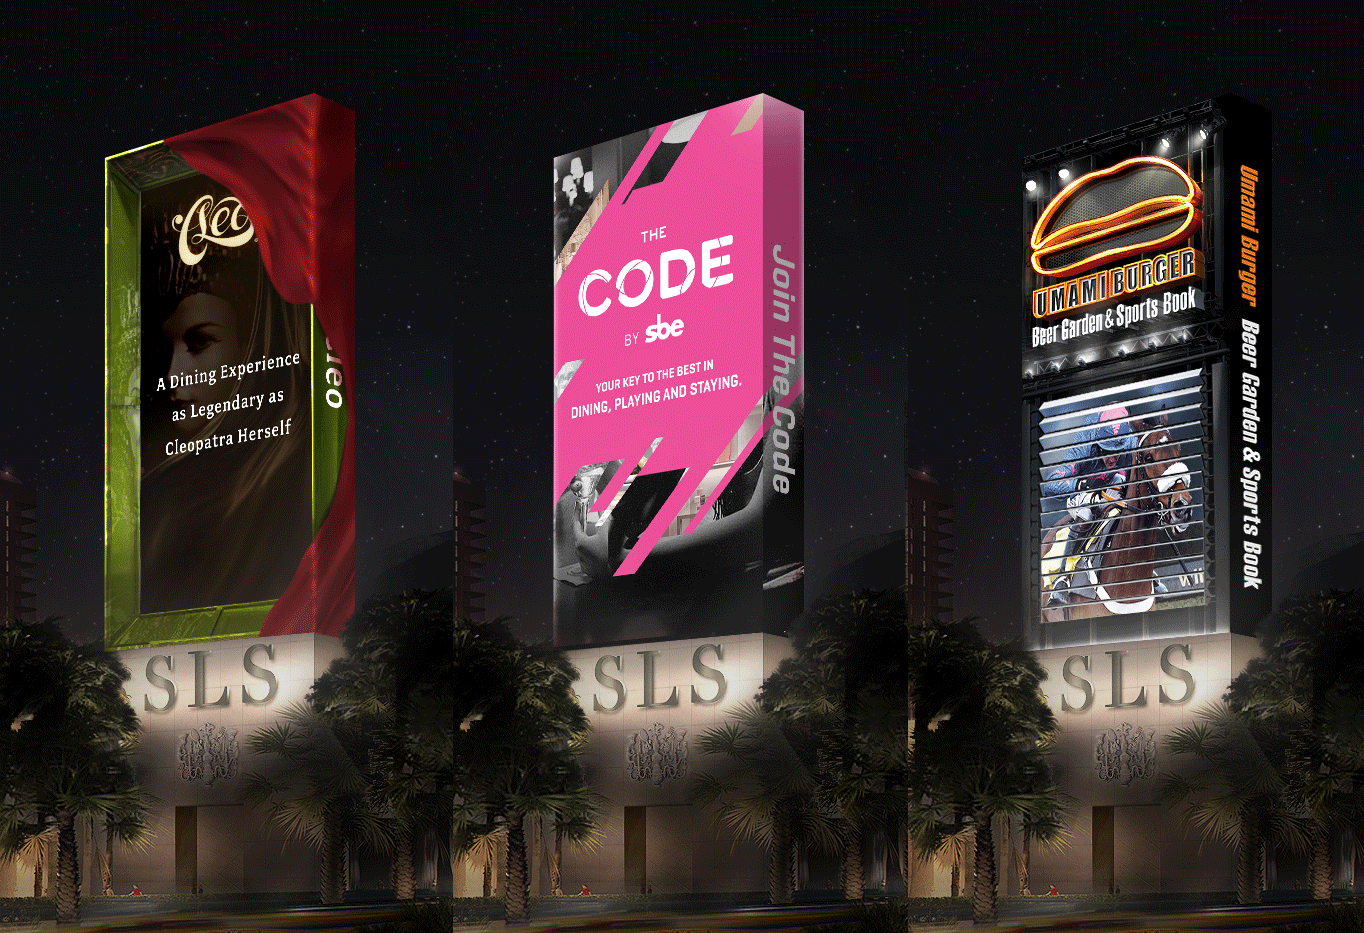 Cleo
A Dining Experience
as Legendary as
Cleopatra Herself
Cleo
SLS
THE
CODE
BY sbe
YOUR KEY TO THE BEST IN
DINING, PLAYING AND STAYING.
Join The Code
SLS
UMAMI BURGER
Beer Garden & Sports Book
Umami Burger Beer Garden & Sports Book
SLS